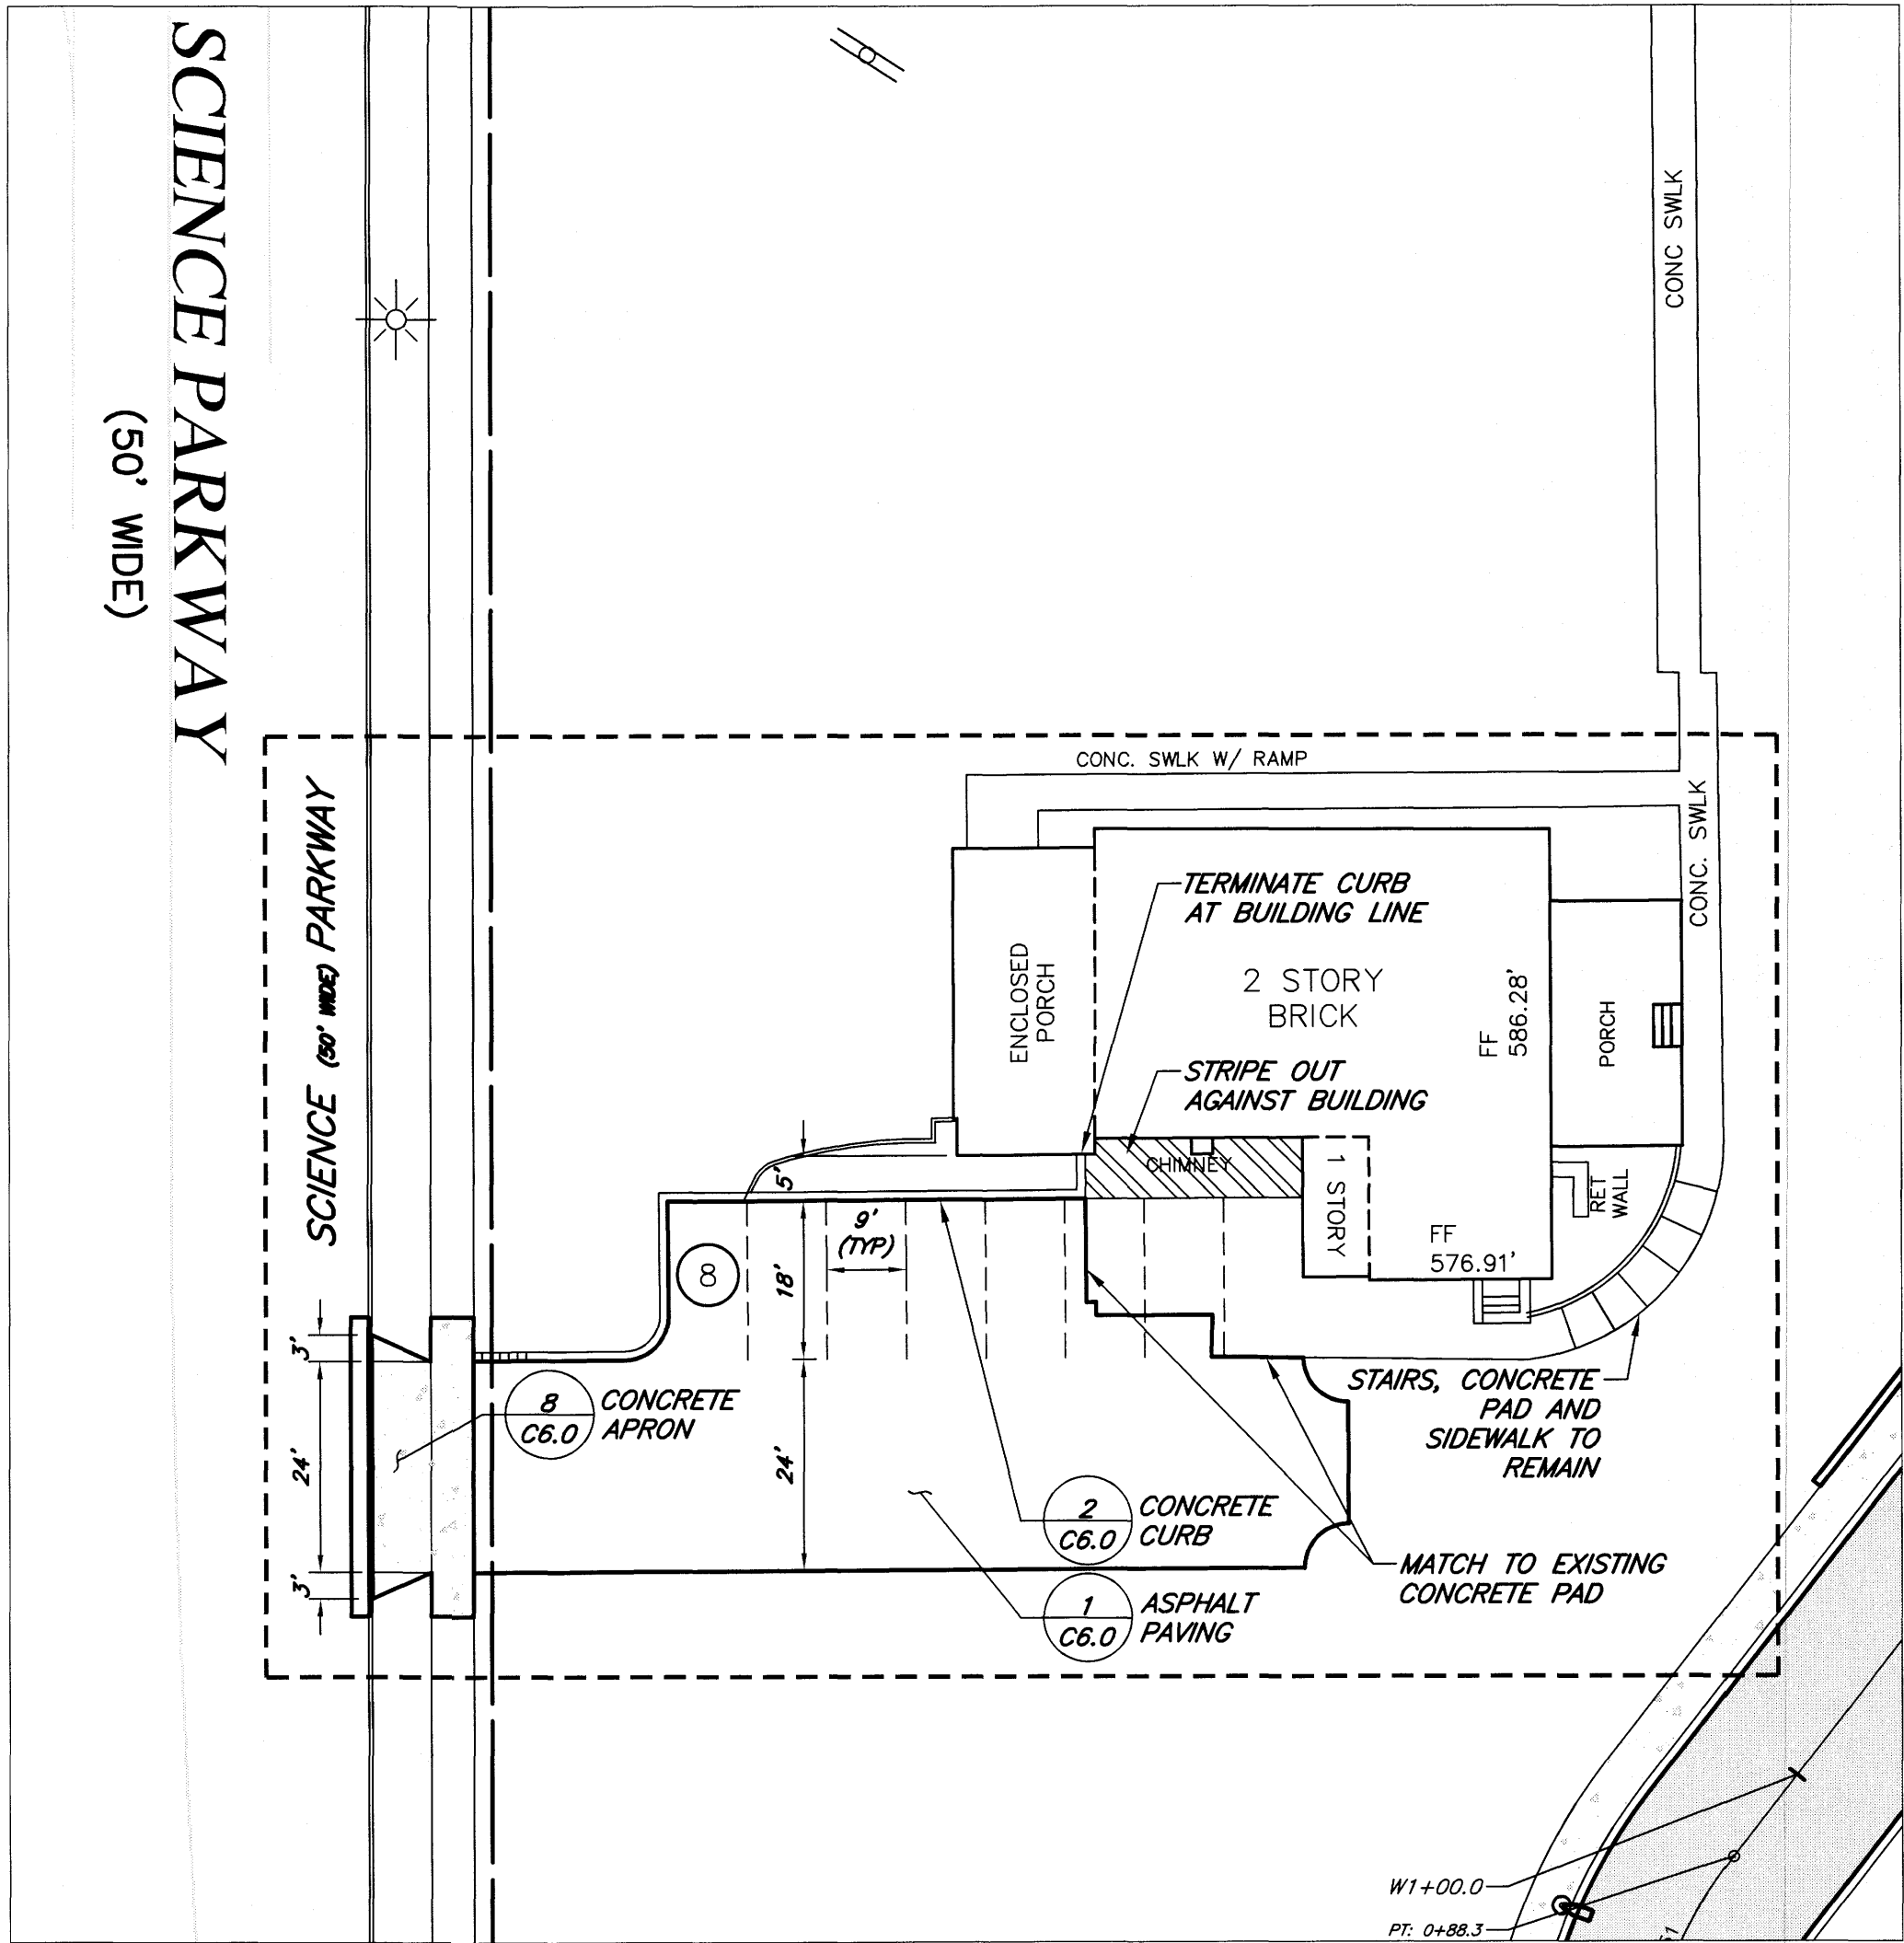 SCIENCE PARKWAY
(50' WIDE)
CONC SWLK
CONC. SWLK W/ RAMP
CONC. SWLK
SCIENCE (50' WIDE) PARKWAY
TERMINATE CURB
AT BUILDING LINE
ENCLOSED
PORCH
2 STORY
BRICK
FF
586.28'
PORCH
STRIPE OUT
AGAINST BUILDING
CHIMNEY
1 STORY
RET
WALL
FF
576.91'
5'
9'
(TYP)
18'
8
3'
24'
3'
24'
8
C6.0
CONCRETE
APRON
STAIRS, CONCRETE
PAD AND
SIDEWALK TO
REMAIN
2
C6.0
CONCRETE
CURB
MATCH TO EXISTING
CONCRETE PAD
1
C6.0
ASPHALT
PAVING
W1+00.0
PT: 0+88.3